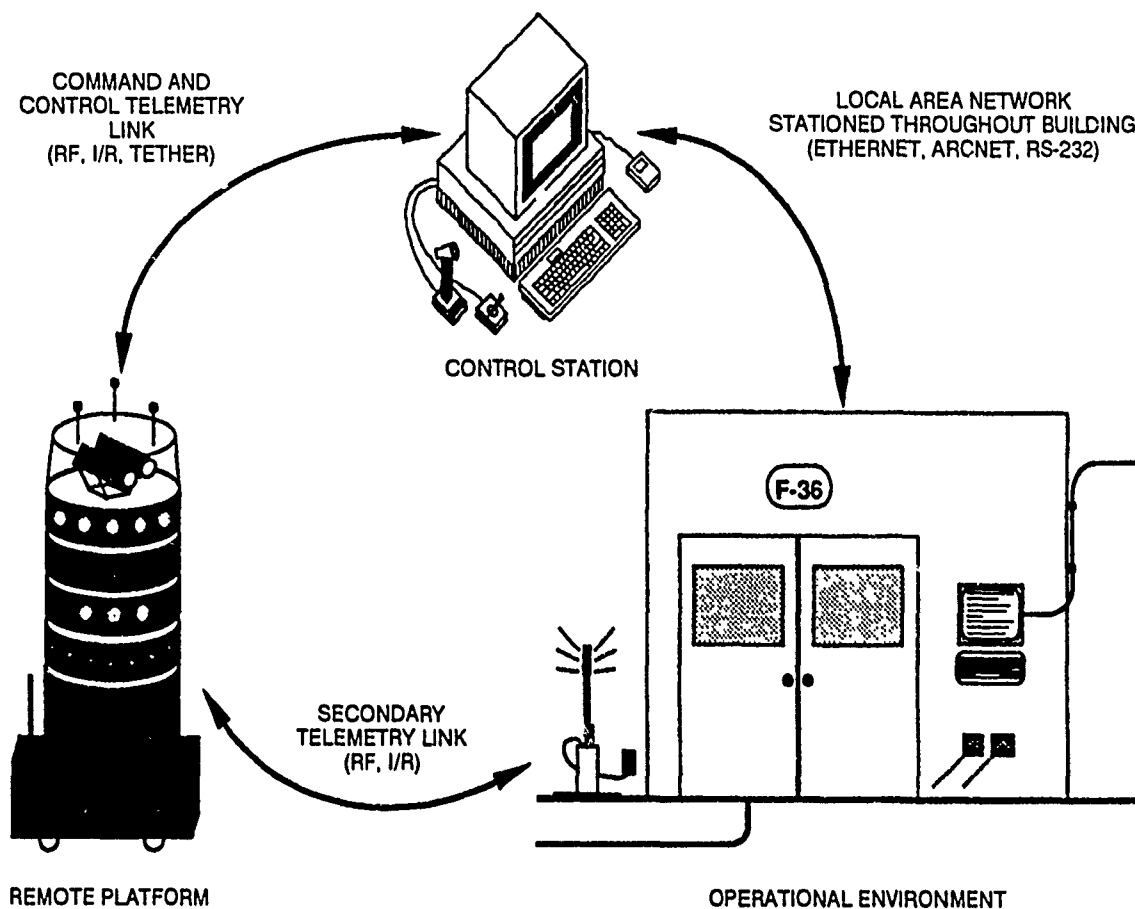 COMMAND AND
CONTROL TELEMETRY
LINK
(RF, I/R, TETHER)
LOCAL AREA NETWORK
STATIONED THROUGHOUT BUILDING
(ETHERNET, ARCNET, RS-232)
CONTROL STATION
F-36
SECONDARY
TELEMETRY LINK
(RF, I/R)
REMOTE PLATFORM
OPERATIONAL ENVIRONMENT